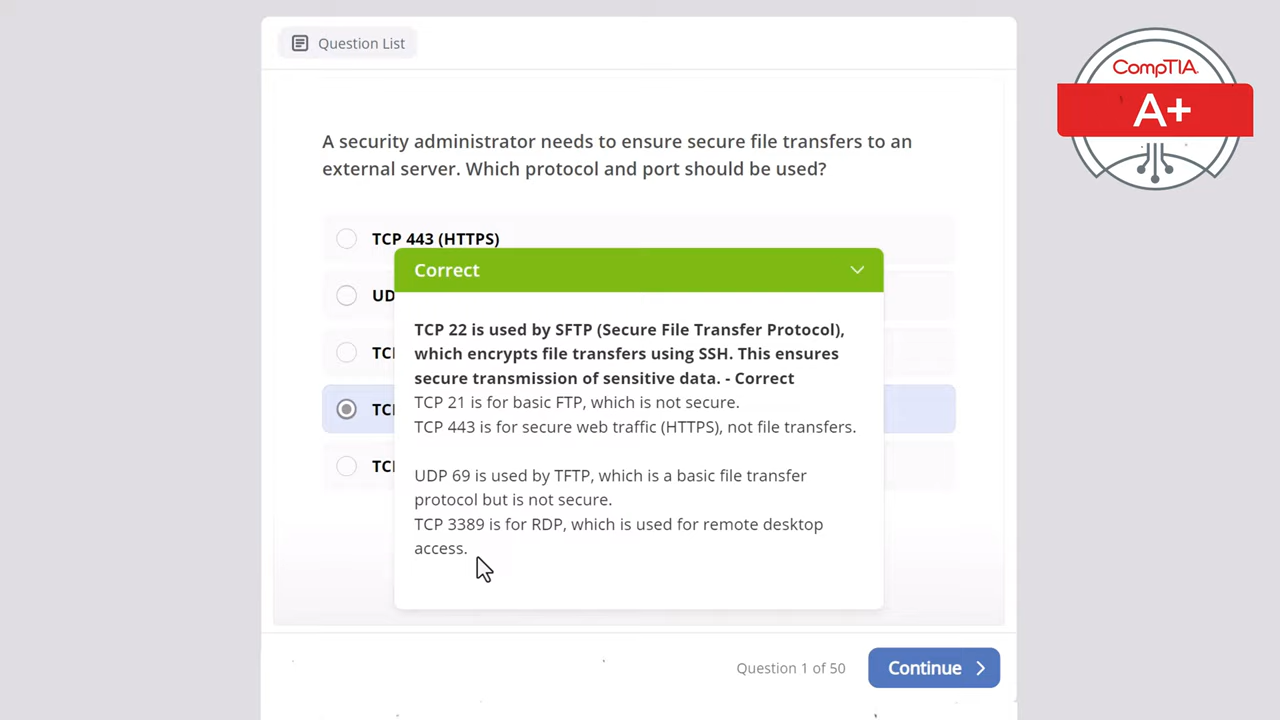 Question List
CompTIA.
A+
A security administrator needs to ensure secure file transfers to an
external server. Which protocol and port should be used?
TCP 443 (HTTPS)
Correct
TCP 22 is used by SFTP (Secure File Transfer Protocol),
which encrypts file transfers using SSH. This ensures
secure transmission of sensitive data. - Correct
TCP 21 is for basic FTP, which is not secure.
TCP 443 is for secure web traffic (HTTPS), not file transfers.
UDP 69 is used by TFTP, which is a basic file transfer
protocol but is not secure.
TCP 3389 is for RDP, which is used for remote desktop
access.
Question 1 of 50
Continue